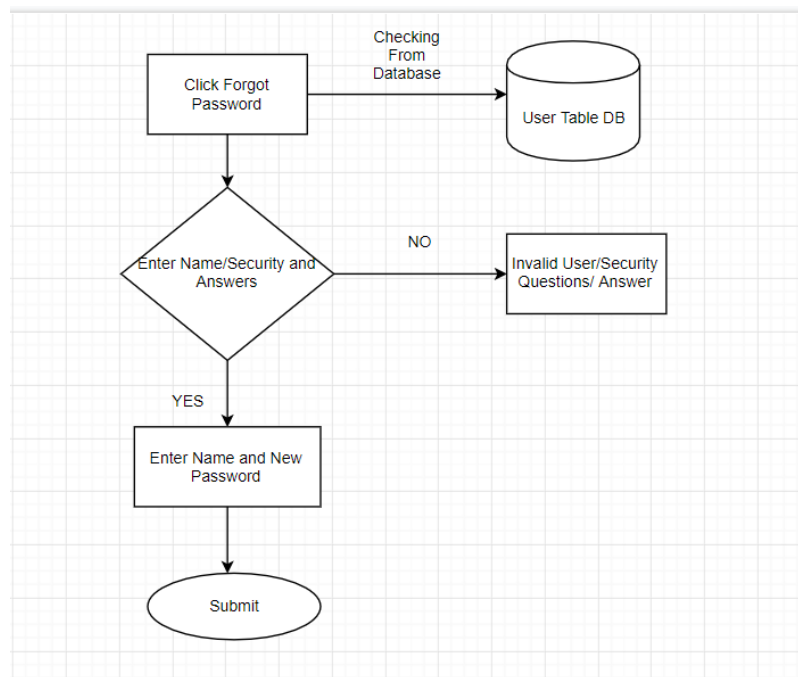 Checking
From
Database
Click Forgot
Password
User Table DB
Enter Name/Security and
Answers
NO
Invalid User/Security
Questions/ Answer
YES
Enter Name and New
Password
Submit